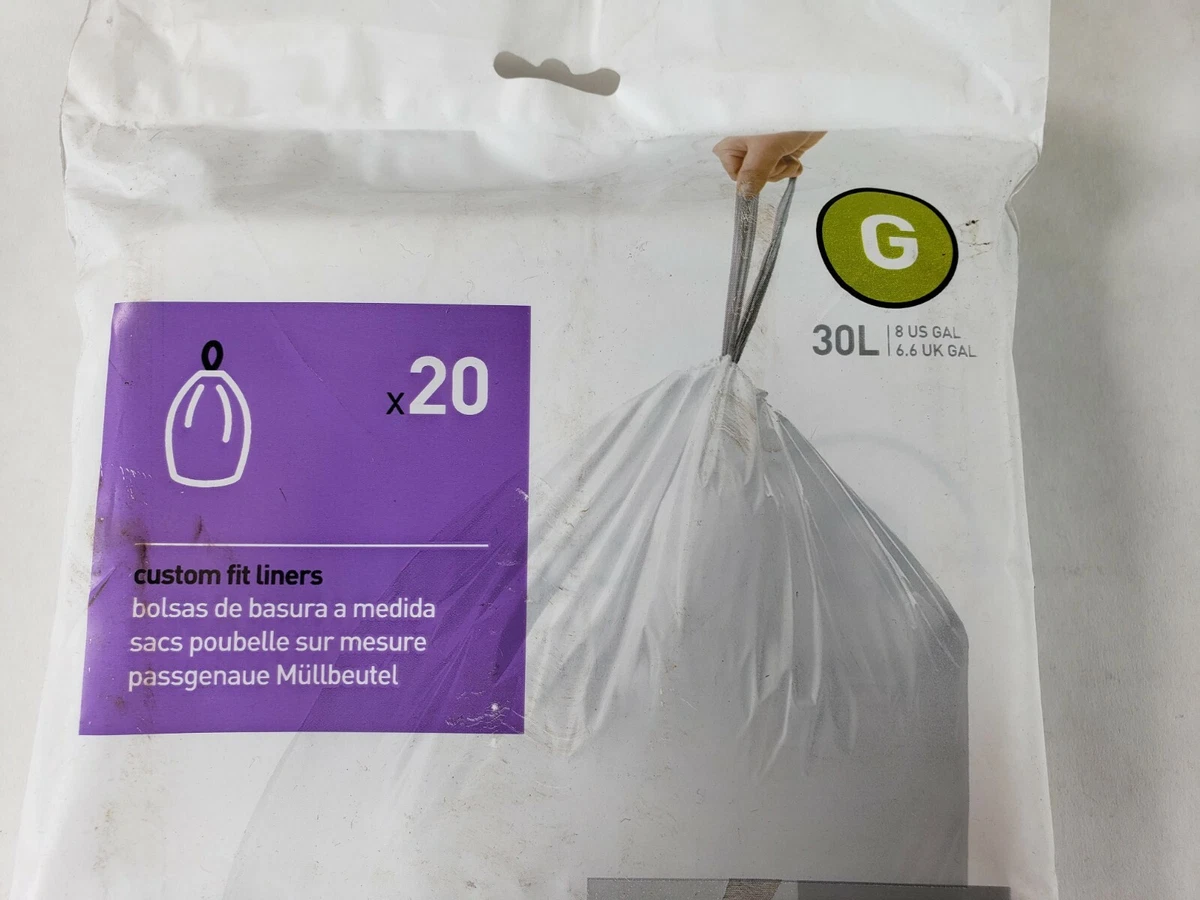 G
30L | 8 US GAL
6.6 UK GAL
x20
custom fit liners
bolsas de basura a medida
sacs poubelle sur mesure
passgenaue Müllbeutel